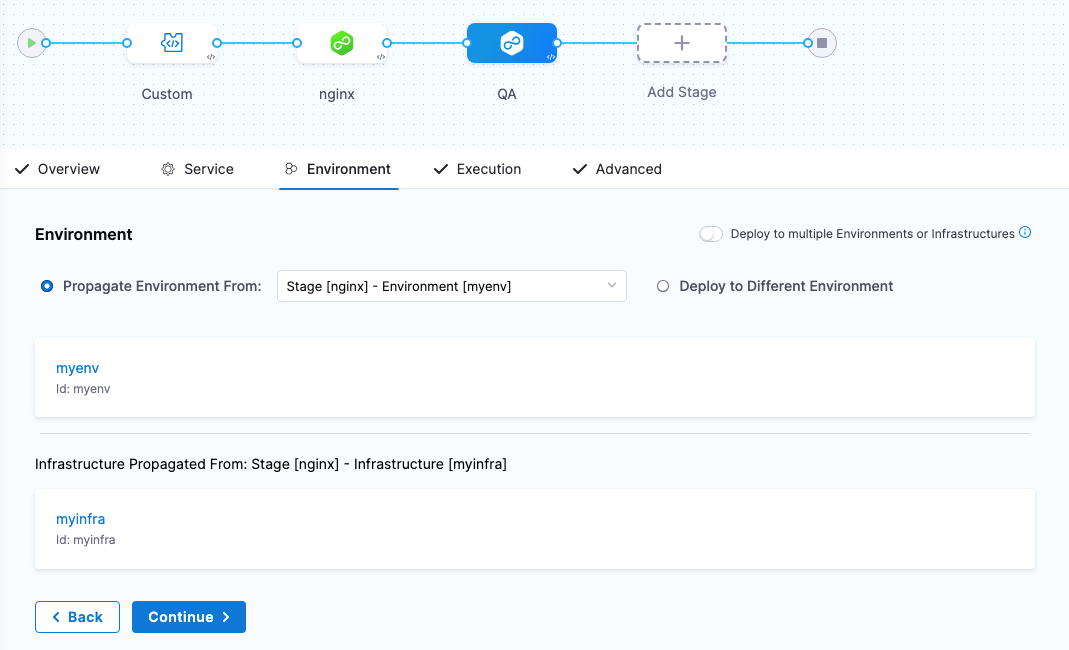 Custom
nginx
QA
Add Stage
Overview
Service
Environment
Execution
Advanced
Environment
Deploy to multiple Environments or Infrastructures
Propagate Environment From:
Stage [nginx] - Environment [myenv]
Deploy to Different Environment
myenv
Id: myenv
Infrastructure Propagated From: Stage [nginx] - Infrastructure [myinfra]
myinfra
Id: myinfra
Back
Continue